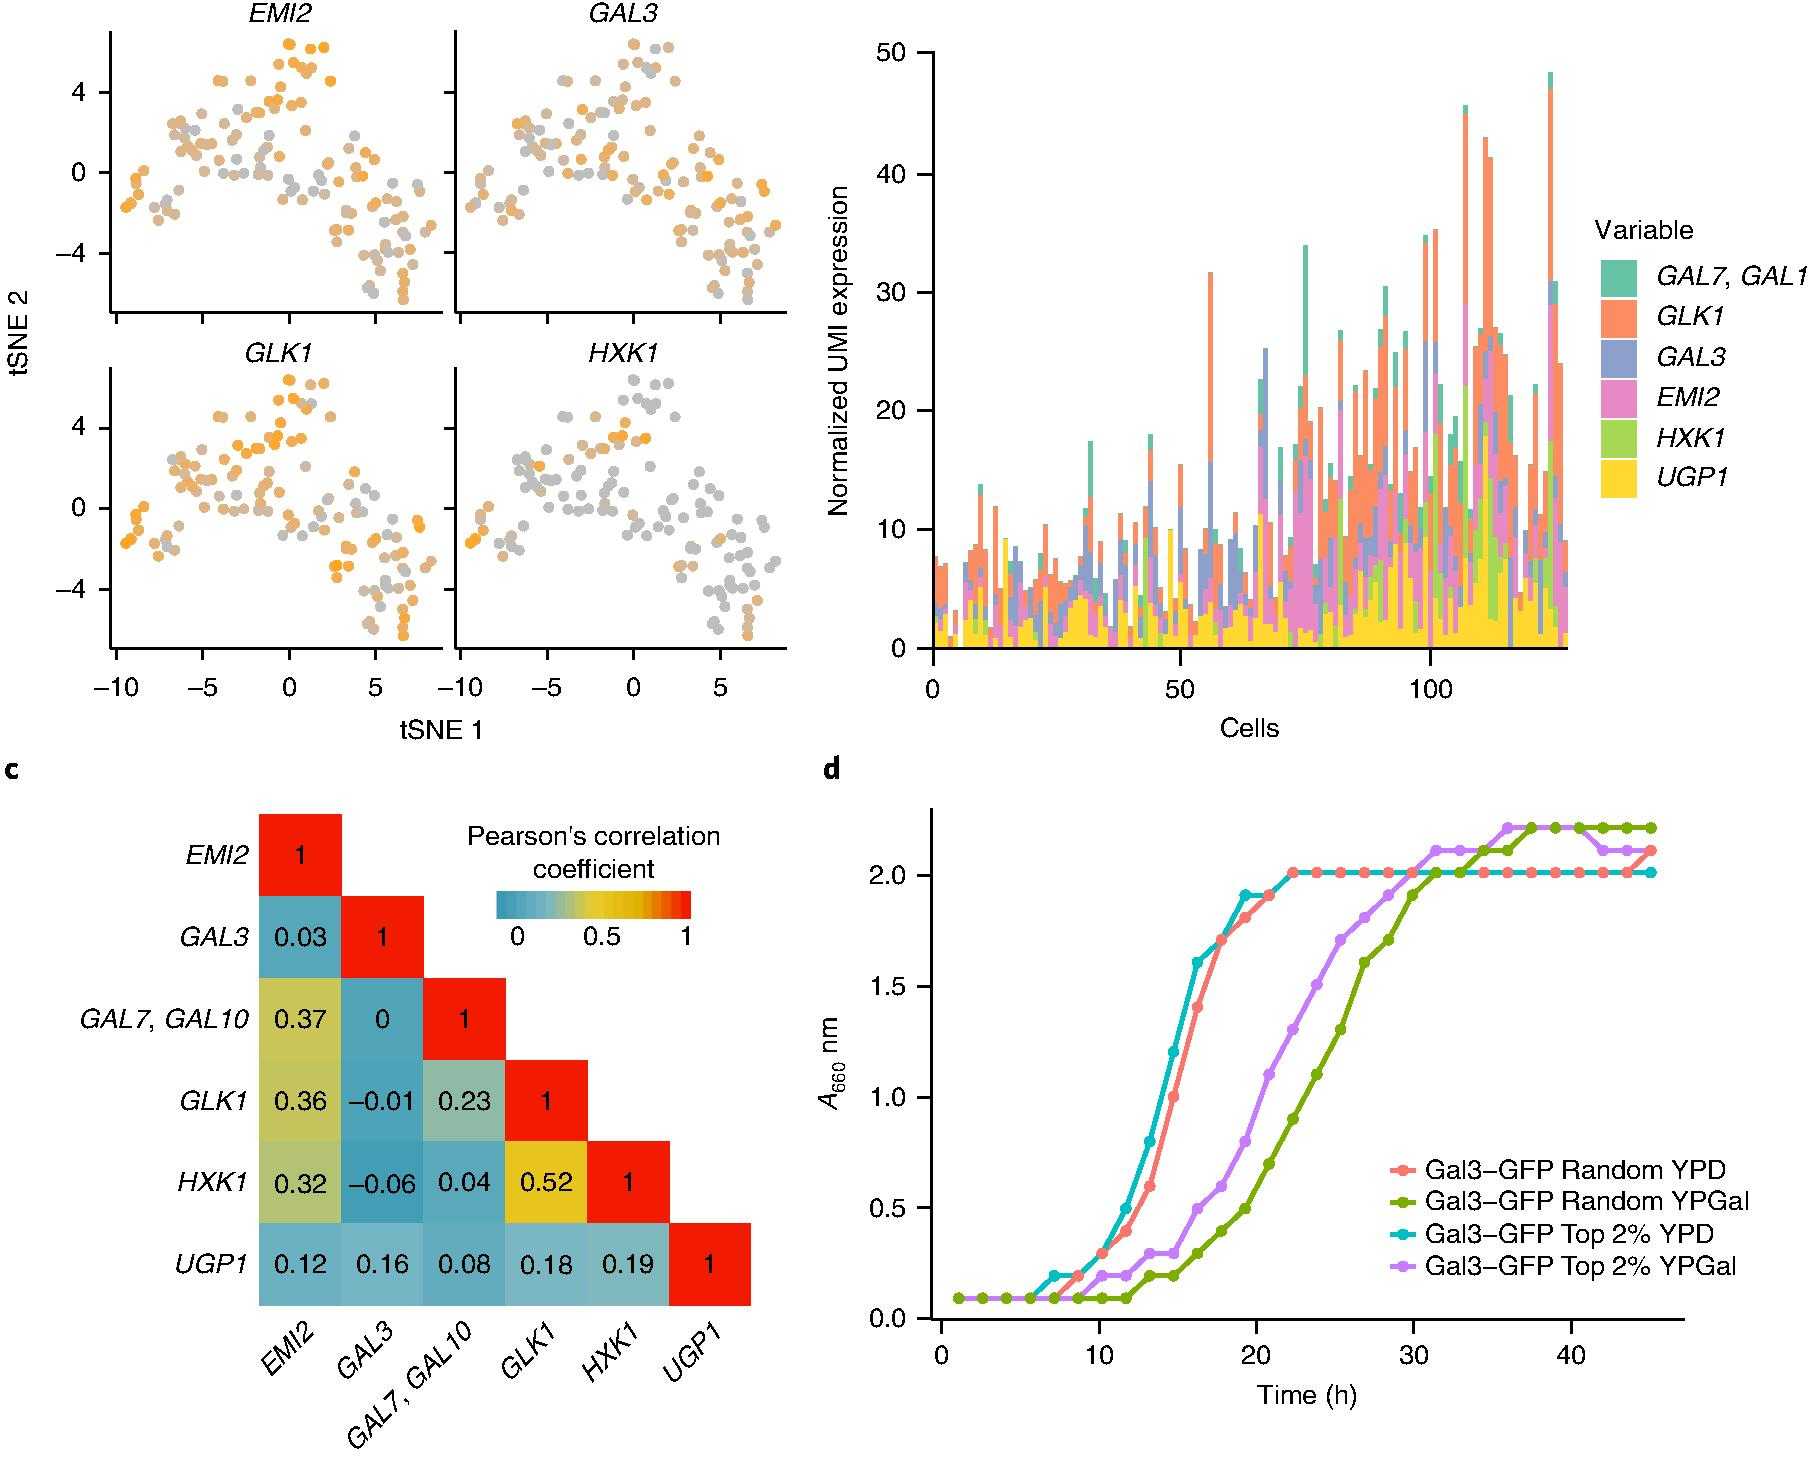 EMI2
GAL3
4
0
−4
GLK1
HXK1
4
0
−4
−10 −5 0 5 −10 −5 0 5
tSNE 1
tSNE 2
50
40
30
20
10
0
0 50 100
Normalized UMI expression
Cells
Variable
GAL7, GAL1
GLK1
GAL3
EMI2
HXK1
UGP1
c
Pearson's correlation
coefficient
0 0.5 1
EMI2 1
GAL3 0.03 1
GAL7, GAL10 0.37 0 1
GLK1 0.36 −0.01 0.23 1
HXK1 0.32 −0.06 0.04 0.52 1
UGP1 0.12 0.16 0.08 0.18 0.19 1
EMI2
GAL3
GAL7, GAL10
GLK1
HXK1
UGP1
d
2.0
1.5
1.0
0.5
0.0
A660 nm
0 10 20 30 40
Time (h)
Gal3−GFP Random YPD
Gal3−GFP Random YPGal
Gal3−GFP Top 2% YPD
Gal3−GFP Top 2% YPGal